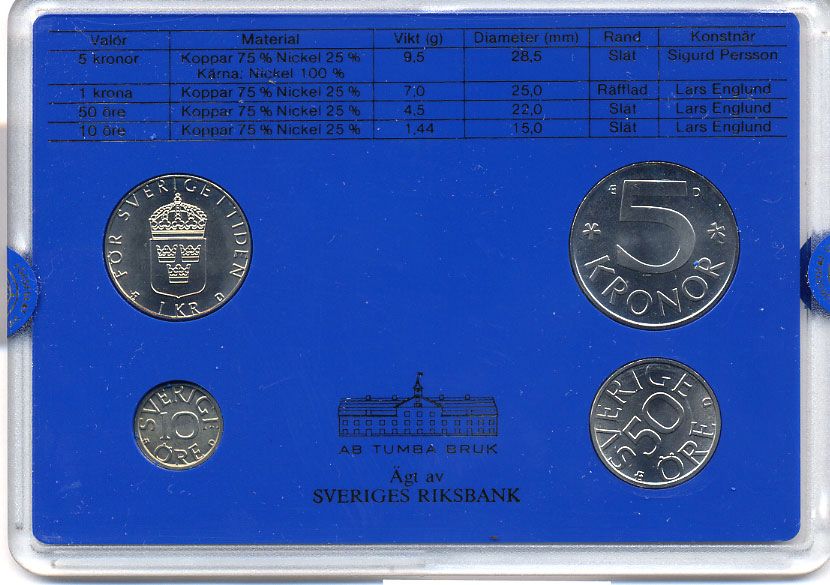 Valör Material Vikt (g) Diameter (mm) Rand Konstnär
5 kronor Koppar 75 % Nickel 25 % 9,5 28,5 Slät Sigurd Persson
Kärna: Nickel 100 %
1 krona Koppar 75 % Nickel 25 % 7,0 25,0 Räfflad Lars Englund
50 öre Koppar 75 % Nickel 25 % 4,5 22,0 Slät Lars Englund
10 öre Koppar 75 % Nickel 25 % 1,44 15,0 Slät Lars Englund
FÖR SVERIGE I TIDEN
E 1 KR D
E D
5
KRONOR
SVERIGE
10
ÖRE
E D
SVERIGE
50
ÖRE
E D
AB TUMBA BRUK
Ägt av
SVERIGES RIKSBANK